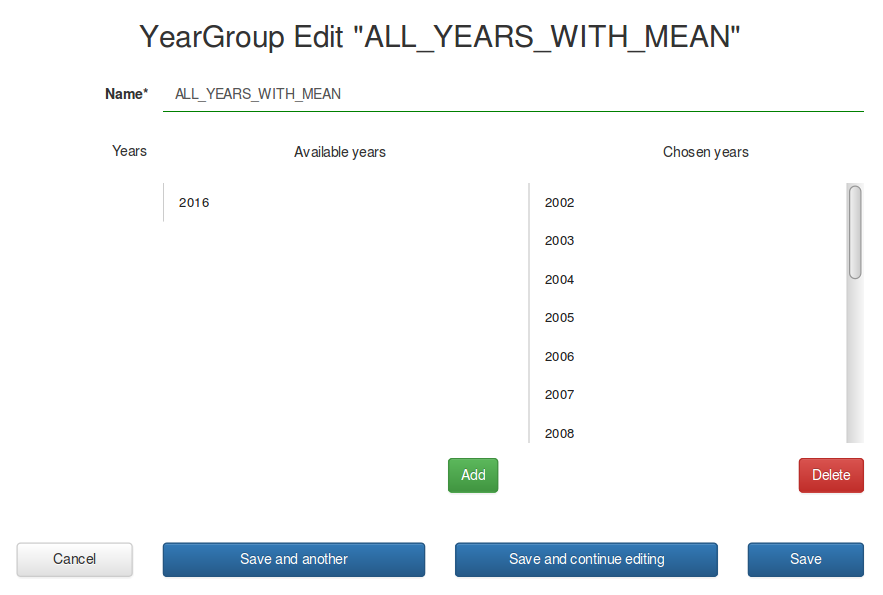 YearGroup Edit "ALL_YEARS_WITH_MEAN"
Name* ALL_YEARS_WITH_MEAN
Years Available years Chosen years
2016 2002
2003
2004
2005
2006
2007
2008
Add Delete
Cancel Save and another Save and continue editing Save